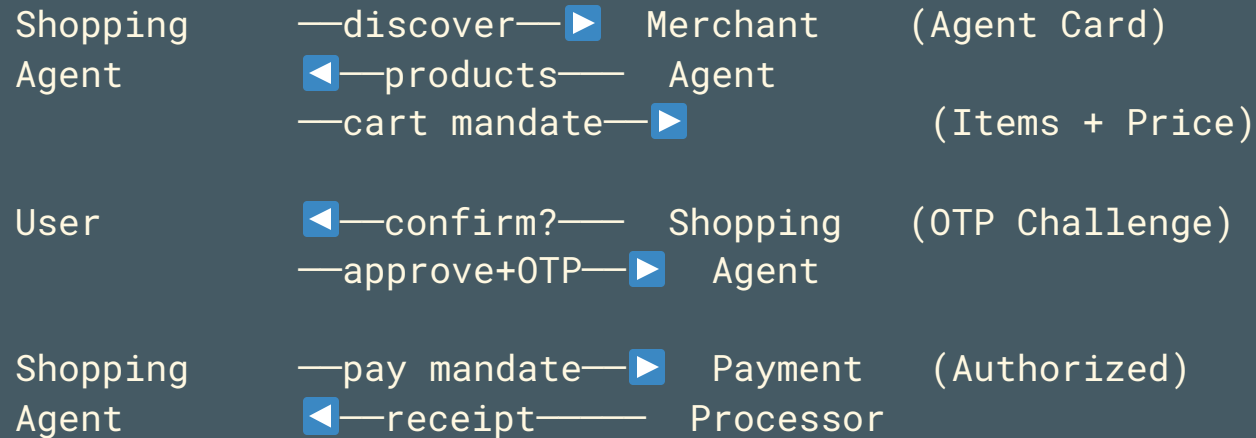 Shopping ──discover──▶ Merchant (Agent Card)
Agent ◀──products─── Agent
──cart mandate──▶ (Items + Price)
User ◀──confirm?─── Shopping (OTP Challenge)
──approve+OTP──▶ Agent
Shopping ──pay mandate──▶ Payment (Authorized)
Agent ◀──receipt───── Processor